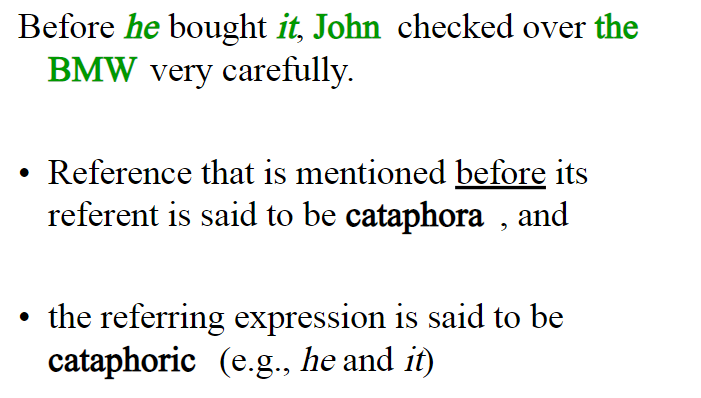 Before he bought it, John checked over the
BMW very carefully.
• Reference that is mentioned before its
referent is said to be cataphora , and
• the referring expression is said to be
cataphoric (e.g., he and it)